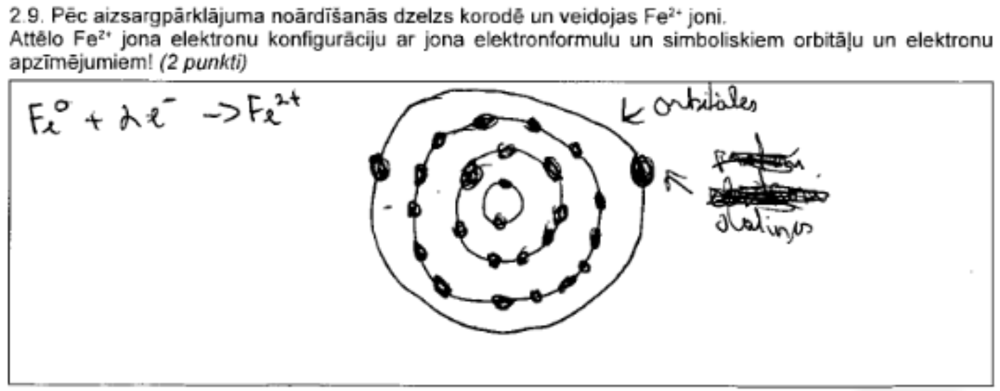 2.9. Pēc aizsargpārklājuma noārdīšanās dzelzs korodē un veidojas Fe²⁺ joni.
Attēlo Fe²⁺ jona elektronu konfigurāciju ar jona elektronformulu un simboliskiem orbitāļu un elektronu
apzīmējumiem! (2 punkti)
Fe⁰ + 2e⁻ -> Fe²⁺
orbitāles